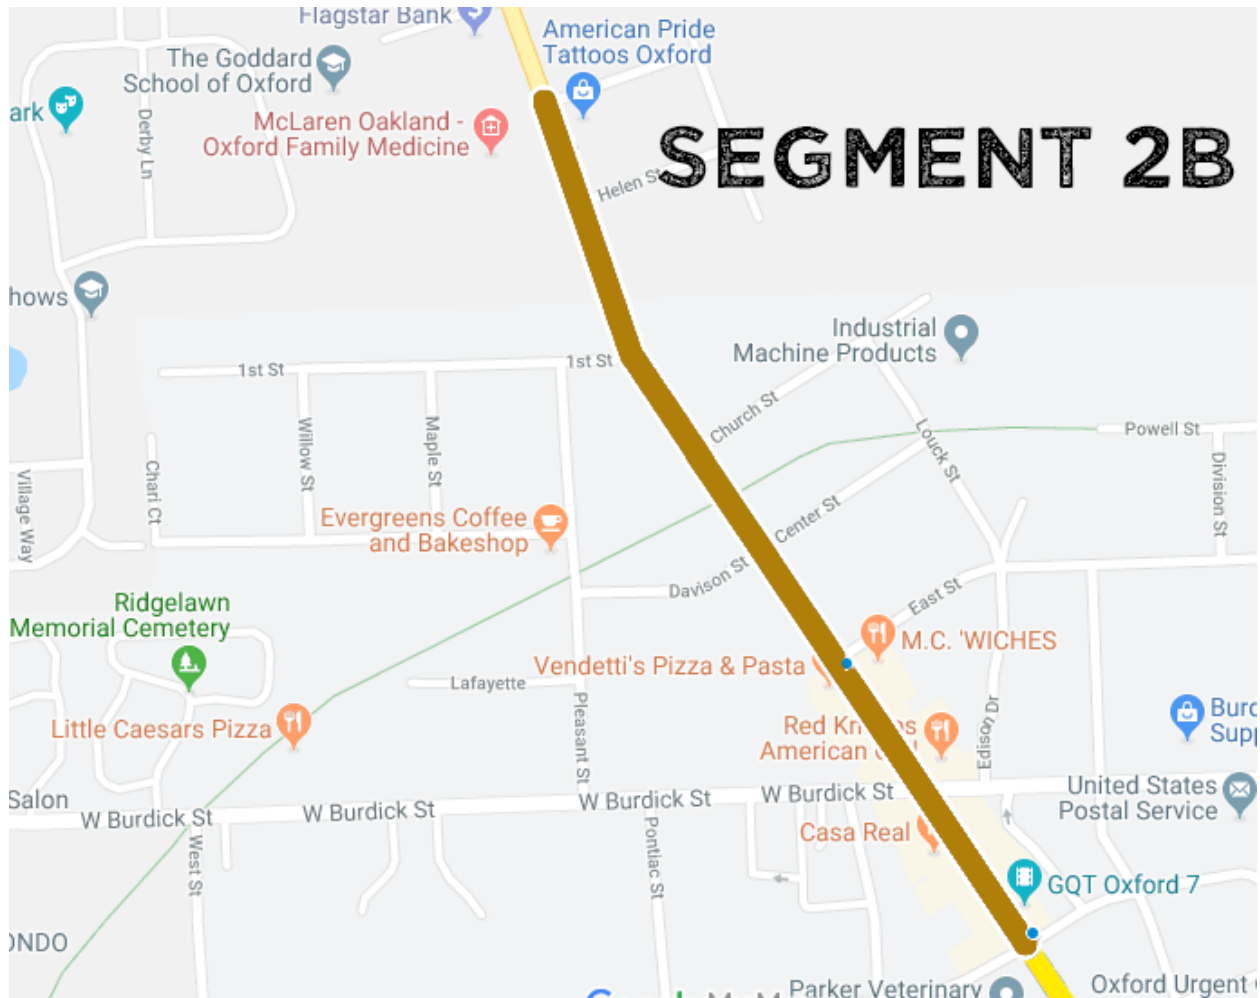 Flagstar Bank
American Pride
Tattoos Oxford
The Goddard
School of Oxford
ark
McLaren Oakland -
Oxford Family Medicine
SEGMENT 2B
Derby Ln
Helen St
hows
Industrial
Machine Products
1st St
1st St
Church St
Willow St
Maple St
Louck St
Powell St
Chari Ct
Village Way
Division St
Evergreens Coffee
and Bakeshop
Center St
Davison St
East St
Ridgelawn
Memorial Cemetery
M.C. 'WICHES
Vendetti's Pizza & Pasta
Lafayette
Pleasant St
Little Caesars Pizza
Red
American
Edison Dr
Salon
W Burdick St
W Burdick St
W Burdick St
W Burdick St
United States
Postal Service
Casa Real
West St
Pontiac St
GQT Oxford 7
ONDO
Parker Veterinary
Oxford Urgent